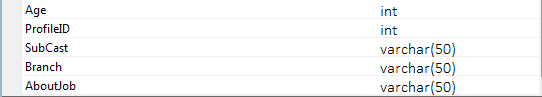 Age int
ProfileID int
SubCast varchar(50)
Branch varchar(50)
AboutJob varchar(50)